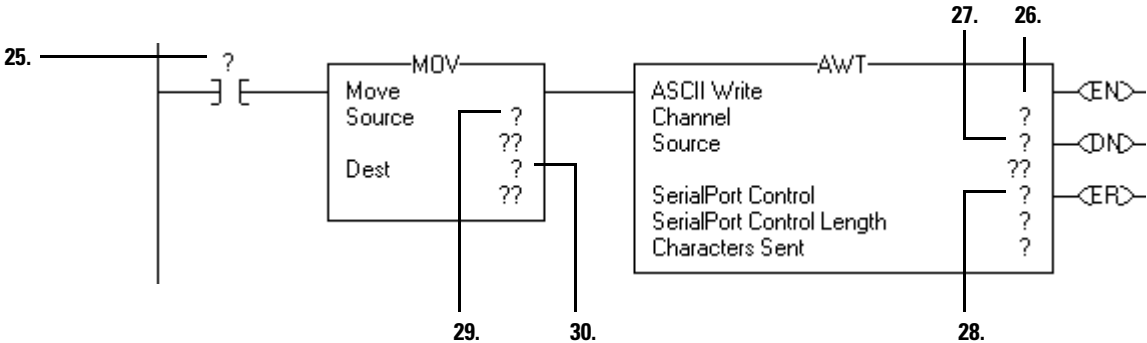 27. 26.
25.
?
MOV
Move
Source ?
??
Dest ?
??
AWT
ASCII Write
Channel ?
Source ?
??
SerialPort Control ?
SerialPort Control Length ?
Characters Sent ?
EN
DN
ER
29. 30. 28.